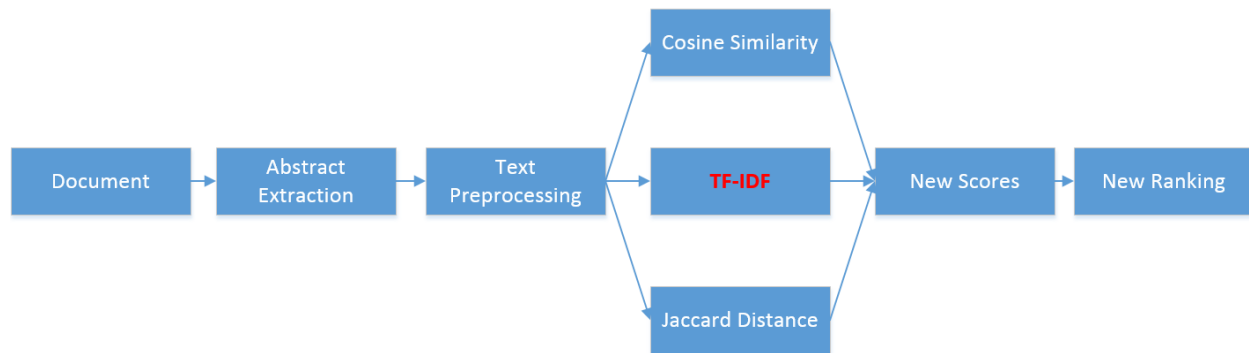 Cosine Similarity
Document
Abstract
Extraction
Text
Preprocessing
TF-IDF
New Scores
New Ranking
Jaccard Distance